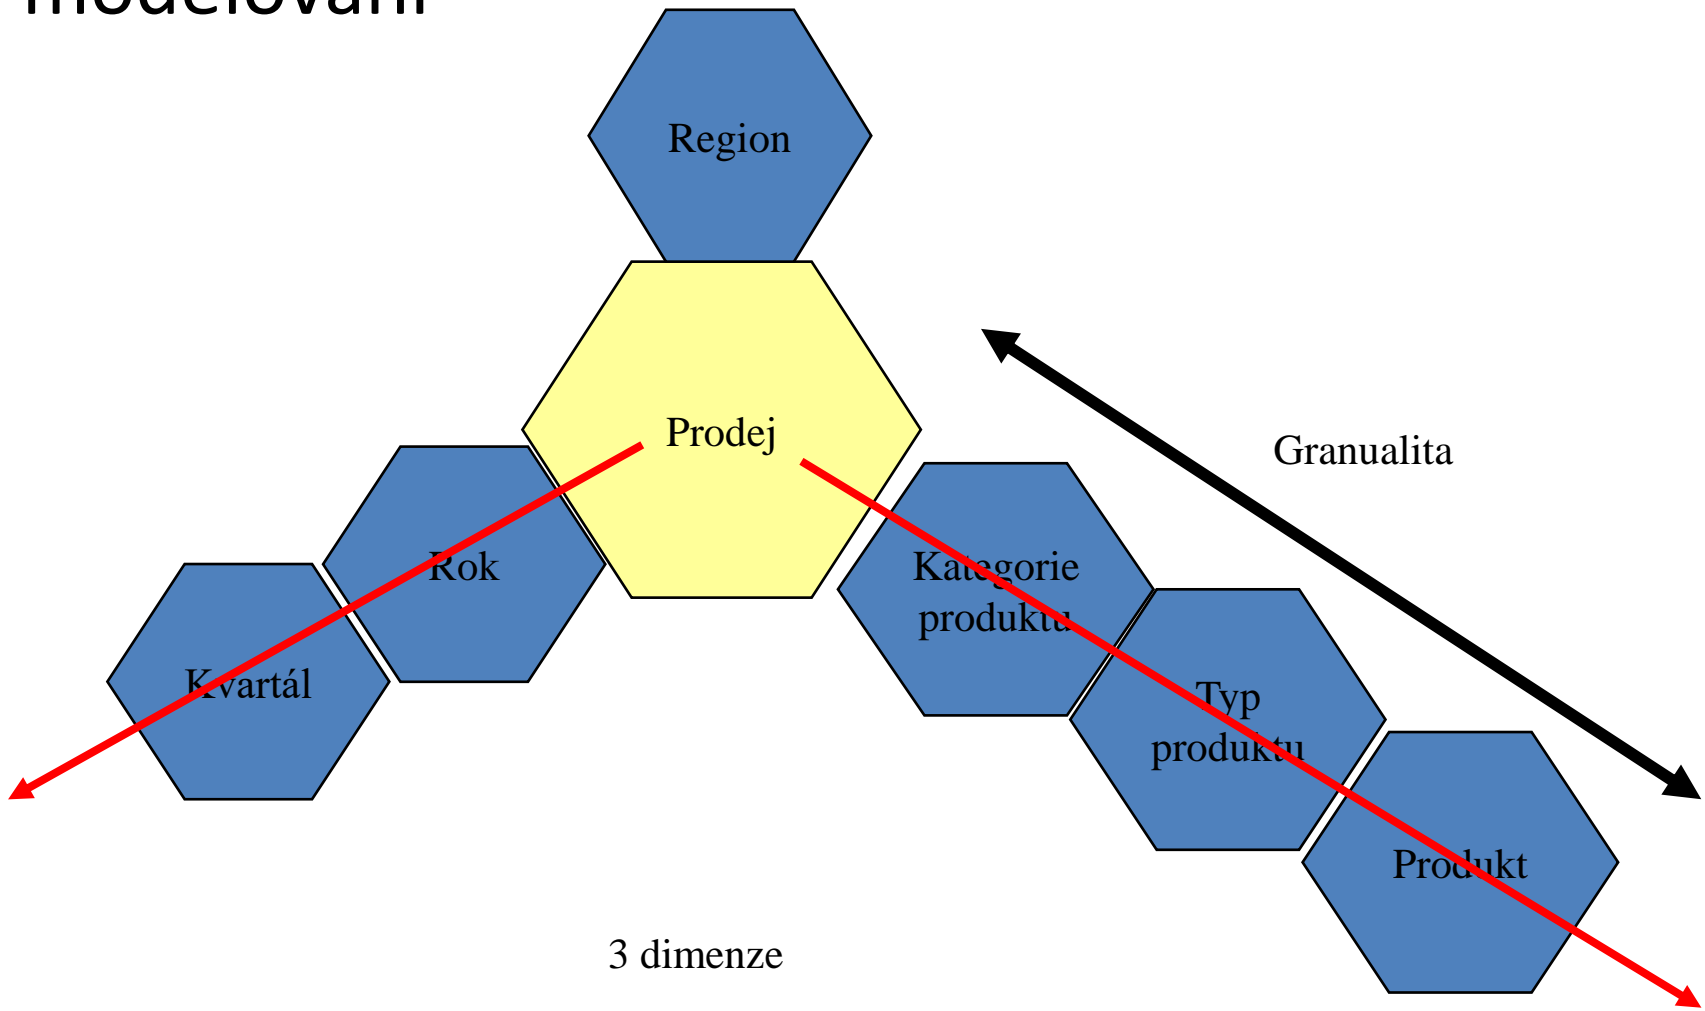 modelování
Region
Prodej
Granualita
Rok
Kategorie
produktu
Kvartál
Typ
produktu
Produkt
3 dimenze